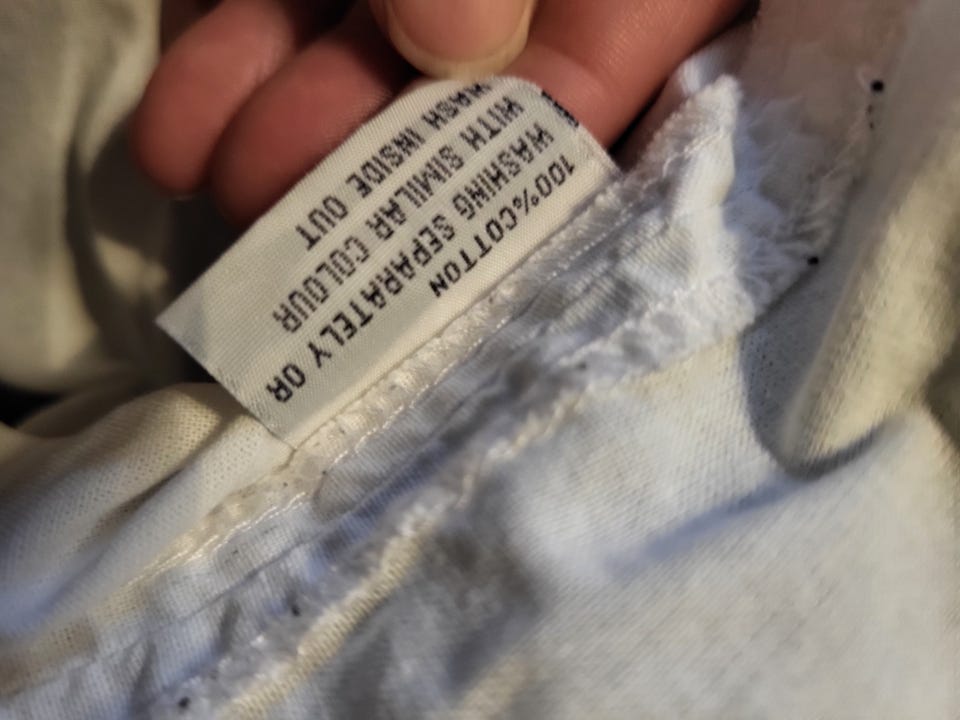 100%COTTON
WASHING SEPARATELY OR
WITH SIMILAR COLOUR
WASH INSIDE OUT